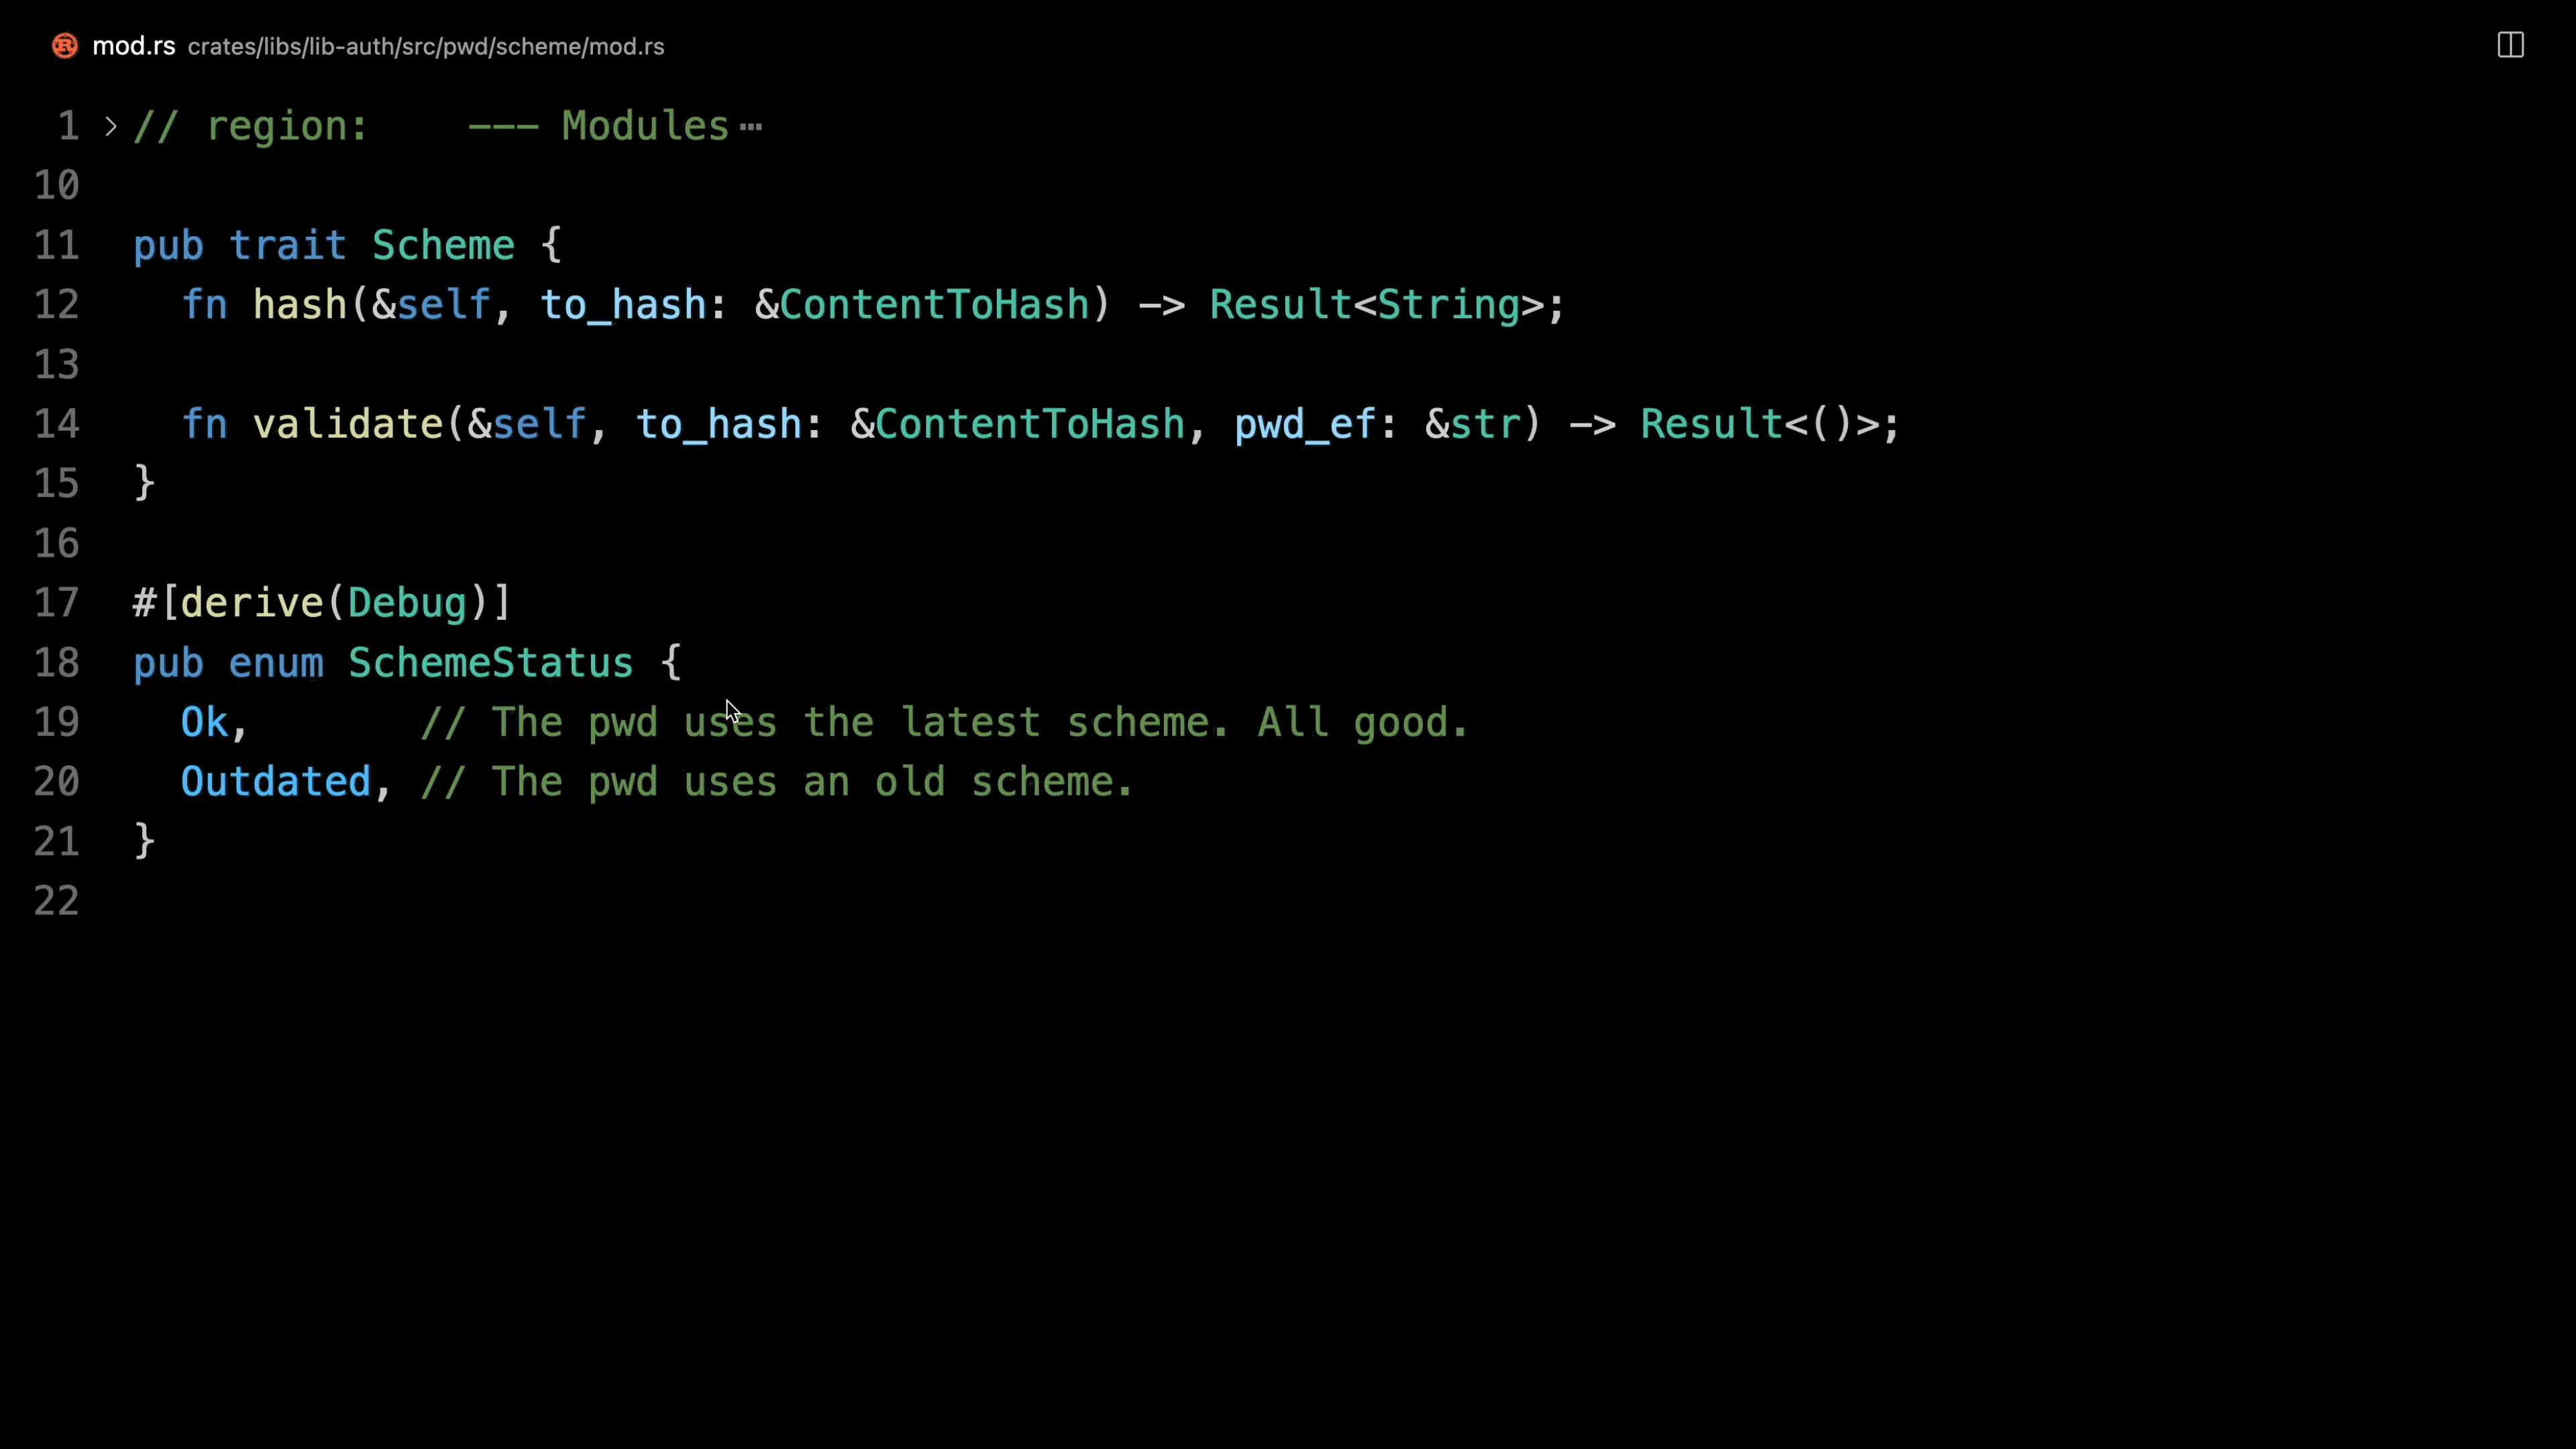 mod.rs crates/libs/lib-auth/src/pwd/scheme/mod.rs
1 > // region:    --- Modules⋯
10
11 pub trait Scheme {
12   fn hash(&self, to_hash: &ContentToHash) -> Result<String>;
13
14   fn validate(&self, to_hash: &ContentToHash, pwd_ef: &str) -> Result<()>;
15 }
16
17 #[derive(Debug)]
18 pub enum SchemeStatus {
19   Ok,       // The pwd uses the latest scheme. All good.
20   Outdated, // The pwd uses an old scheme.
21 }
22